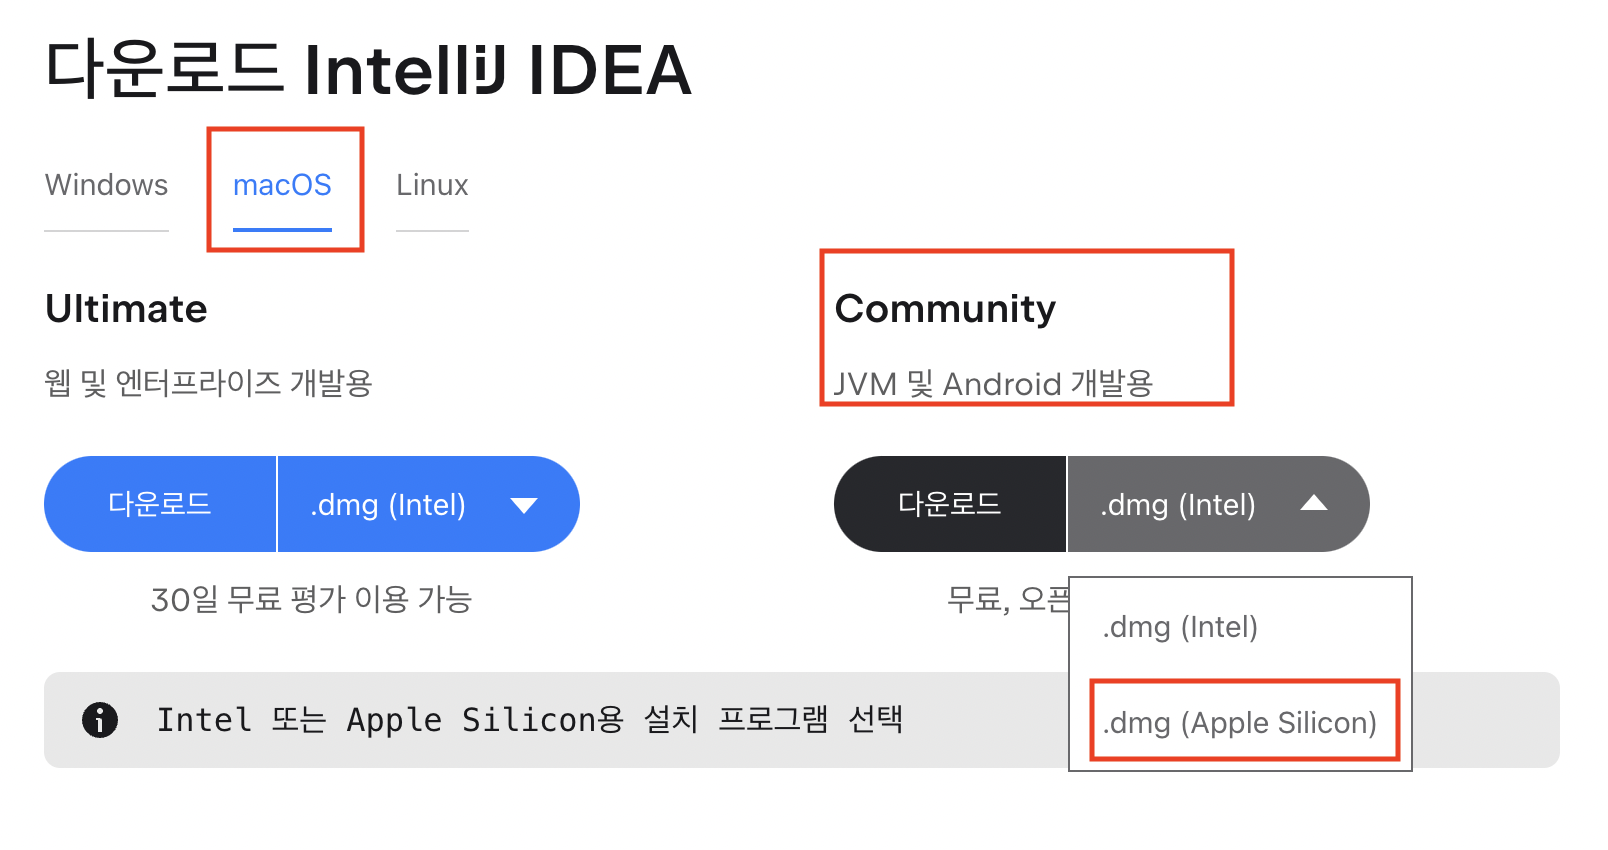 다운로드 IntelliJ IDEA
Windows macOS Linux
Ultimate
웹 및 엔터프라이즈 개발용
다운로드 .dmg (Intel)
30일 무료 평가 이용 가능
Community
JVM 및 Android 개발용
다운로드 .dmg (Intel)
무료, 오픈
.dmg (Intel)
.dmg (Apple Silicon)
Intel 또는 Apple Silicon용 설치 프로그램 선택